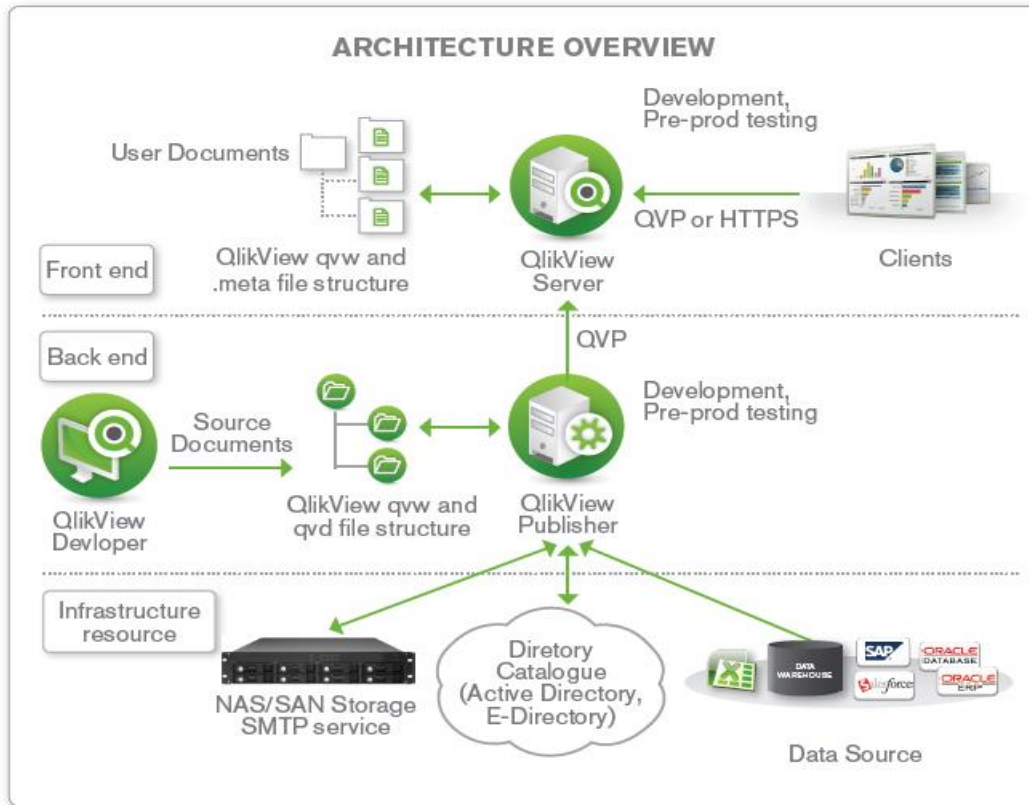 ARCHITECTURE OVERVIEW
User Documents
Development,
Pre-prod testing
QVP or HTTPS
QlikView qvw and
.meta file structure
QlikView
Server
Clients
Front end
Back end
QVP
Development,
Pre-prod testing
Source
Documents
QlikView
Devloper
QlikView qvw and
qvd file structure
QlikView
Publisher
Infrastructure
resource
NAS/SAN Storage
SMTP service
Diretory
Catalogue
(Active Directory,
E-Directory)
DATA
WAREHOUSE
SAP
ORACLE
DATABASE
salesforce
ORACLE
ERP
Data Source